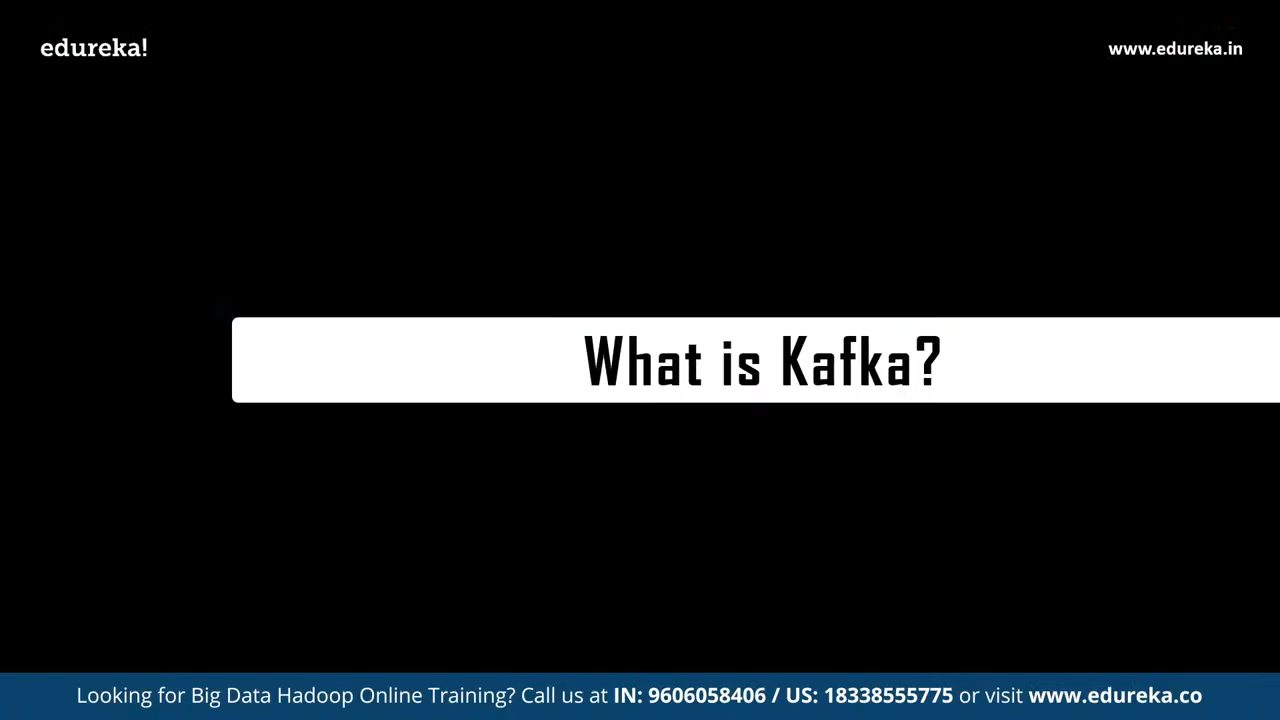 edureka!
www.edureka.in
What is Kafka?
Looking for Big Data Hadoop Online Training? Call us at IN: 9606058406 / US: 18338555775 or visit www.edureka.co